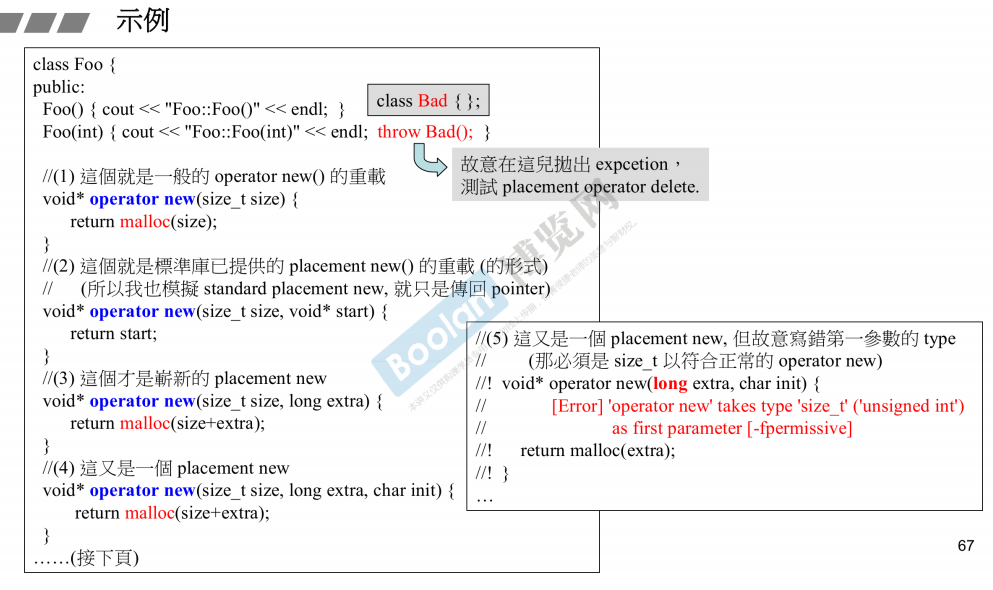 示例
class Foo {
public:
Foo() { cout << "Foo::Foo()" << endl; }
Foo(int) { cout << "Foo::Foo(int)" << endl; throw Bad(); }
class Bad { };
故意在這兒拋出 expcetion，
測試 placement operator delete.
//(1) 這個就是一般的 operator new() 的重載
void* operator new(size_t size) {
return malloc(size);
}
//(2) 這個就是標準庫已提供的 placement new() 的重載 (的形式)
// (所以我也模擬 standard placement new, 就只是傳回 pointer)
void* operator new(size_t size, void* start) {
return start;
}
//(3) 這個才是嶄新的 placement new
void* operator new(size_t size, long extra) {
return malloc(size+extra);
}
//(4) 這又是一個 placement new
void* operator new(size_t size, long extra, char init) {
return malloc(size+extra);
}
……(接下頁)
//(5) 這又是一個 placement new, 但故意寫錯第一參數的 type
// (那必須是 size_t 以符合正常的 operator new)
//! void* operator new(long extra, char init) {
// [Error] 'operator new' takes type 'size_t' ('unsigned int')
// as first parameter [-fpermissive]
//! return malloc(extra);
//! }
…
Boolan 博览网
67